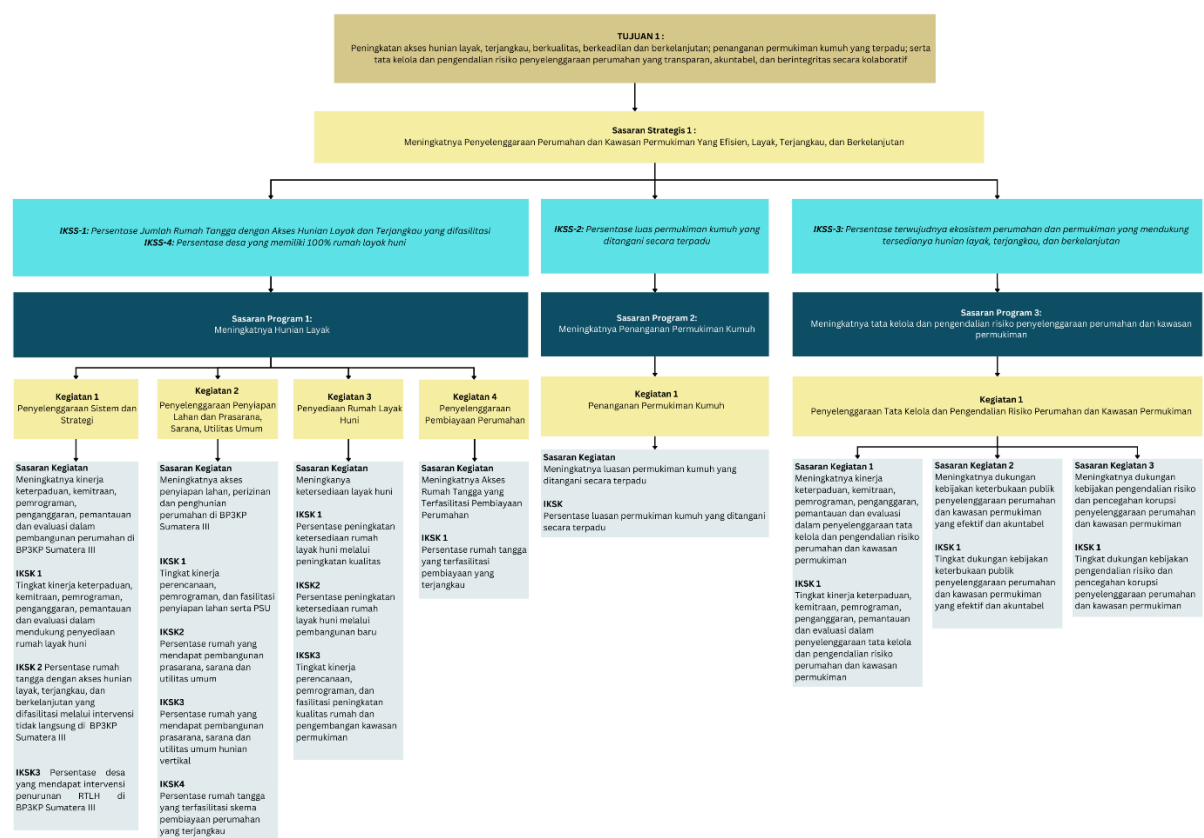 TUJUAN 1 :
Peningkatan akses hunian layak, terjangkau, berkualitas, berkeadilan dan berkelanjutan; penanganan permukiman kumuh yang terpadu; serta
tata kelola dan pengendalian risiko penyelenggaraan perumahan yang transparan, akuntabel, dan berintegritas secara kolaboratif
Sasaran Strategis 1 :
Meningkatnya Penyelenggaraan Perumahan dan Kawasan Permukiman Yang Efisien, Layak, Terjangkau, dan Berkelanjutan
IKSS-1: Persentase Jumlah Rumah Tangga dengan Akses Hunian Layak dan Terjangkau yang difasilitasi
IKSS-4: Persentase desa yang memiliki 100% rumah layak huni
IKSS-2: Persentase luas permukiman kumuh yang
ditangani secara terpadu
IKSS-3: Persentase terwujudnya ekosistem perumahan dan permukiman yang mendukung
tersedianya hunian layak, terjangkau, dan berkelanjutan
Sasaran Program 1:
Meningkatnya Hunian Layak
Sasaran Program 2:
Meningkatnya Penanganan Permukiman Kumuh
Sasaran Program 3:
Meningkatnya tata kelola dan pengendalian risiko penyelenggaraan perumahan dan kawasan
permukiman
Kegiatan 1
Penyelenggaraan Sistem dan
Strategi
Kegiatan 2
Penyelenggaraan Penyiapan
Lahan dan Prasarana,
Sarana, Utilitas Umum
Kegiatan 3
Penyediaan Rumah Layak
Huni
Kegiatan 4
Penyelenggaraan
Pembiayaan Perumahan
Kegiatan 1
Penanganan Permukiman Kumuh
Kegiatan 1
Penyelenggaraan Tata Kelola dan Pengendalian Risiko Perumahan dan Kawasan Permukiman
Sasaran Kegiatan
Meningkatnya kinerja
keterpaduan, kemitraan,
pemrograman,
penganggaran, pemantauan
dan evaluasi dalam
pembangunan perumahan di
BP3KP Sumatera III
IKSK 1
Tingkat kinerja keterpaduan,
kemitraan, pemrograman,
penganggaran, pemantauan
dan evaluasi dalam
mendukung penyediaan
rumah layak huni
IKSK 2 Persentase rumah
tangga dengan akses hunian
layak, terjangkau, dan
berkelanjutan yang
difasilitasi melalui intervensi
tidak langsung di BP3KP
Sumatera III
IKSK3 Persentase desa
yang mendapat intervensi
penurunan RTLH di
BP3KP Sumatera III
Sasaran Kegiatan
Meningkatnya akses
penyiapan lahan, perizinan
dan penghunian
perumahan di BP3KP
Sumatera III
IKSK 1
Tingkat kinerja
perencanaan,
pemrograman, dan fasilitasi
penyiapan lahan serta PSU
IKSK2
Persentase rumah yang
mendapat pembangunan
prasarana, sarana dan
utilitas umum
IKSK3
Persentase rumah yang
mendapat pembangunan
prasarana, sarana dan
utilitas umum hunian
vertikal
IKSK4
Persentase rumah tangga
yang terfasilitasi skema
pembiayaan perumahan
yang terjangkau
Sasaran Kegiatan
Meningkanya
ketersediaan layak huni
IKSK 1
Persentase peningkatan
ketersediaan rumah
layak huni melalui
peningkatan kualitas
IKSK2
Persentase peningkatan
ketersediaan rumah
layak huni melalui
pembangunan baru
IKSK3
Tingkat kinerja
perencanaan,
pemrograman, dan
fasilitasi peningkatan
kualitas rumah dan
pengembangan kawasan
permukiman
Sasaran Kegiatan
Meningkatnya Akses
Rumah Tangga yang
Terfasilitasi Pembiayaan
Perumahan
IKSK 1
Persentase rumah tangga
yang terfasilitasi
pembiayaan yang
terjangkau
Sasaran Kegiatan
Meningkatnya luasan permukiman kumuh yang
ditangani secara terpadu
IKSK
Persentase luasan permukiman kumuh yang ditangani
secara terpadu
Sasaran Kegiatan 1
Meningkatnya kinerja
keterpaduan, kemitraan,
pemrograman, penganggaran,
pemantauan dan evaluasi
dalam penyelenggaraan tata
kelola dan pengendalian risiko
perumahan dan kawasan
permukiman
IKSK 1
Tingkat kinerja keterpaduan,
kemitraan, pemrograman,
penganggaran, pemantauan
dan evaluasi dalam
penyelenggaraan tata kelola
dan pengendalian risiko
perumahan dan kawasan
permukiman
Sasaran Kegiatan 2
Meningkatnya dukungan
kebijakan keterbukaan publik
penyelenggaraan perumahan
dan kawasan permukiman
yang efektif dan akuntabel
IKSK 1
Tingkat dukungan kebijakan
keterbukaan publik
penyelenggaraan perumahan
dan kawasan permukiman
yang efektif dan akuntabel
Sasaran Kegiatan 3
Meningkatnya dukungan
kebijakan pengendalian risiko
dan pencegahan korupsi
penyelenggaraan perumahan
dan kawasan permukiman
IKSK 1
Tingkat dukungan kebijakan
pengendalian risiko dan
pencegahan korupsi
penyelenggaraan perumahan
dan kawasan permukiman